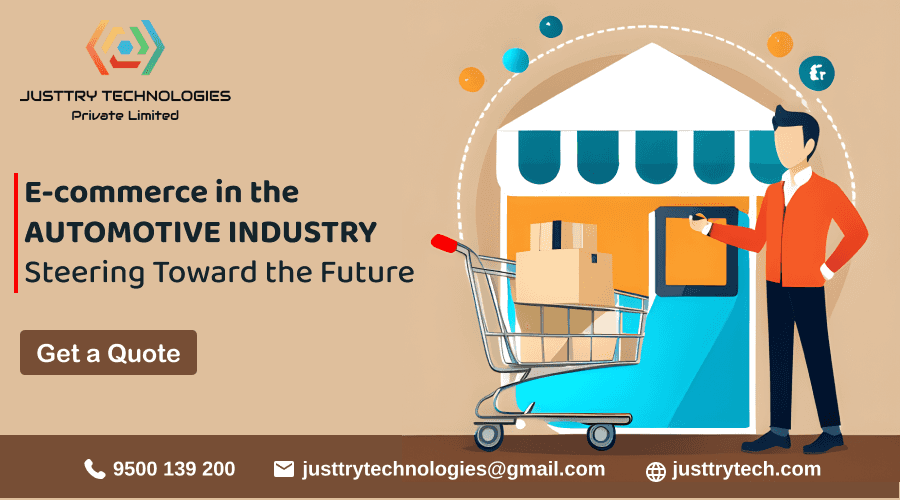 JUSTTRY TECHNOLOGIES
Private Limited
E-commerce in the
AUTOMOTIVE INDUSTRY
Steering Toward the Future
Get a Quote
9500 139 200
justtrytechnologies@gmail.com
justtrytech.com